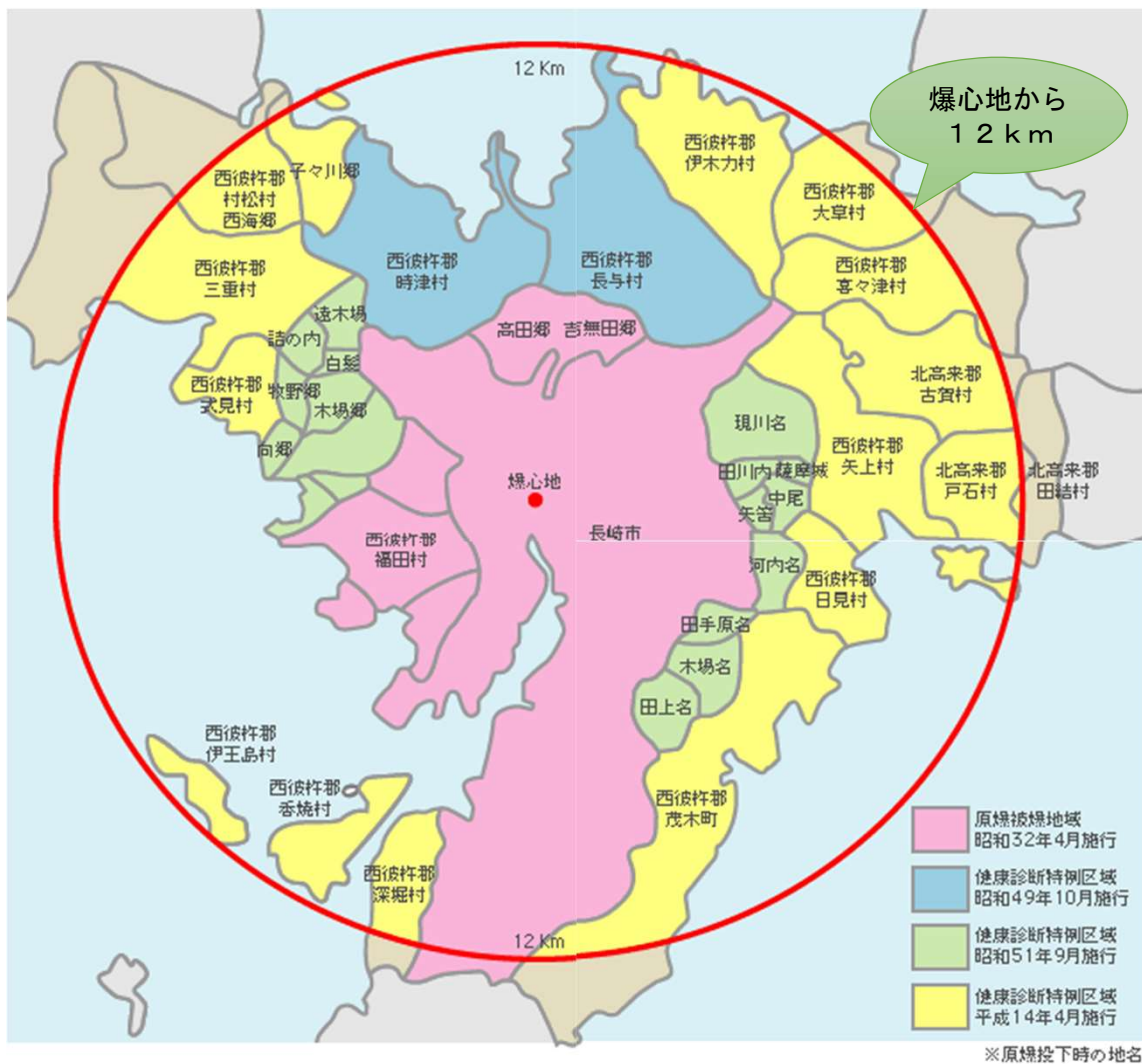 12 Km
爆心地から
１２ｋｍ
西彼杵郡
伊木力村
西彼杵郡
村松村
西海郷
子々川郷
西彼杵郡
大草村
西彼杵郡
時津村
西彼杵郡
長与村
西彼杵郡
喜々津村
西彼杵郡
三重村
遠木場
詰の内
白髪
高田郷
吉無田郷
西彼杵郡
式見村
牧野郷
木場郷
向郷
北高来郡
古賀村
現川名
西彼杵郡
矢上村
田川内
薩摩城
中尾
矢筈
北高来郡
戸石村
北高来郡
田結村
爆心地
長崎市
西彼杵郡
福田村
河内名
西彼杵郡
日見村
田手原名
木場名
田上名
西彼杵郡
伊王島村
西彼杵郡
香焼村
西彼杵郡
深堀村
西彼杵郡
茂木町
12 Km
原爆被爆地域
昭和32年4月施行
健康診断特例区域
昭和49年10月施行
健康診断特例区域
昭和51年9月施行
健康診断特例区域
平成14年4月施行
※原爆投下時の地名